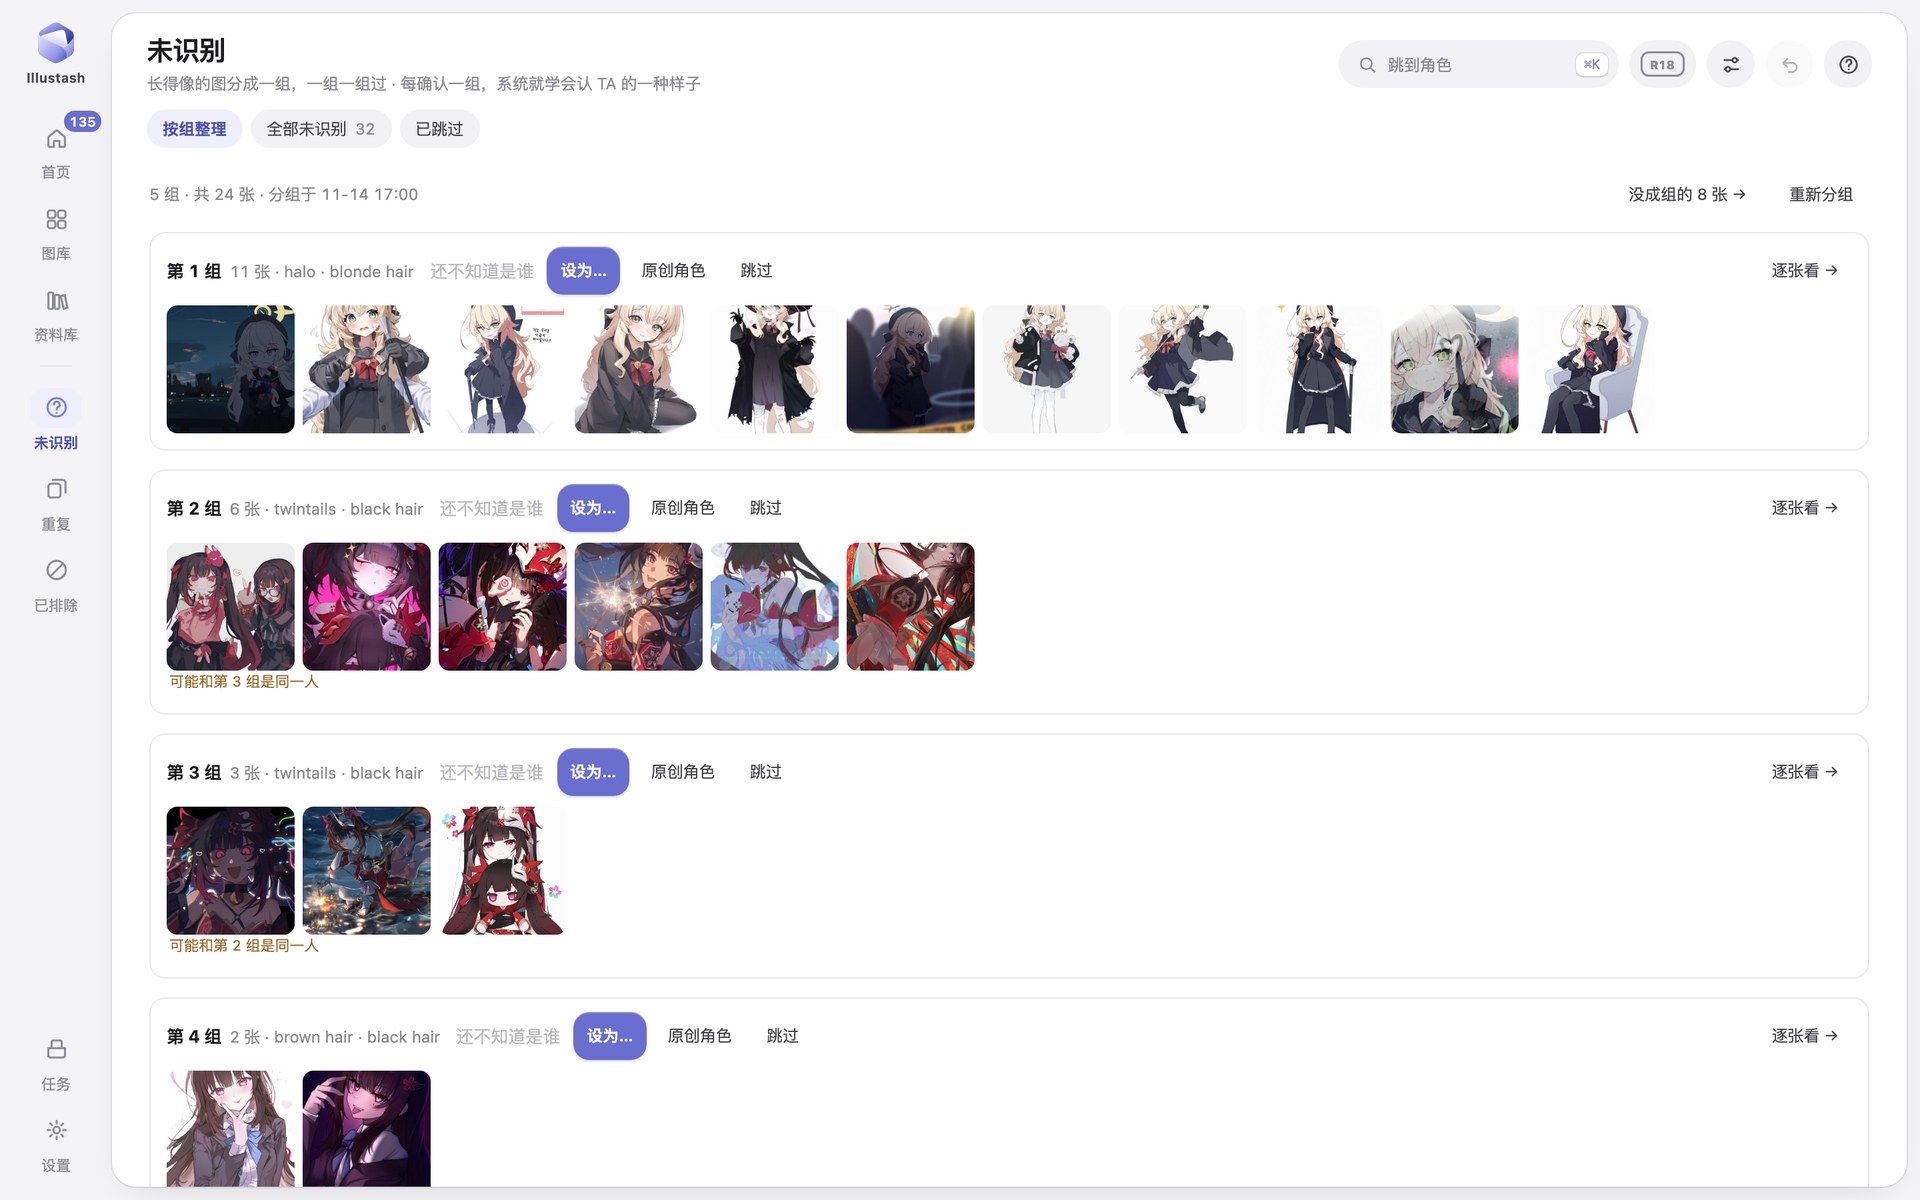 Illustash
135
首页
图库
资料库
未识别
重复
已排除
任务
设置
未识别
长得像的图分成一组，一组一组过 · 每确认一组，系统就学会认 TA 的一种样子
跳到角色 ⌘K
R18
按组整理
全部未识别 32
已跳过
5 组 · 共 24 张 · 分组于 11-14 17:00
没成组的 8 张 →
重新分组
第 1 组 11 张 · halo · blonde hair 还不知道是谁 设为... 原创角色 跳过 逐张看 →
第 2 组 6 张 · twintails · black hair 还不知道是谁 设为... 原创角色 跳过 逐张看 →
可能和第 3 组是同一人
第 3 组 3 张 · twintails · black hair 还不知道是谁 设为... 原创角色 跳过 逐张看 →
可能和第 2 组是同一人
第 4 组 2 张 · brown hair · black hair 还不知道是谁 设为... 原创角色 跳过 逐张看 →